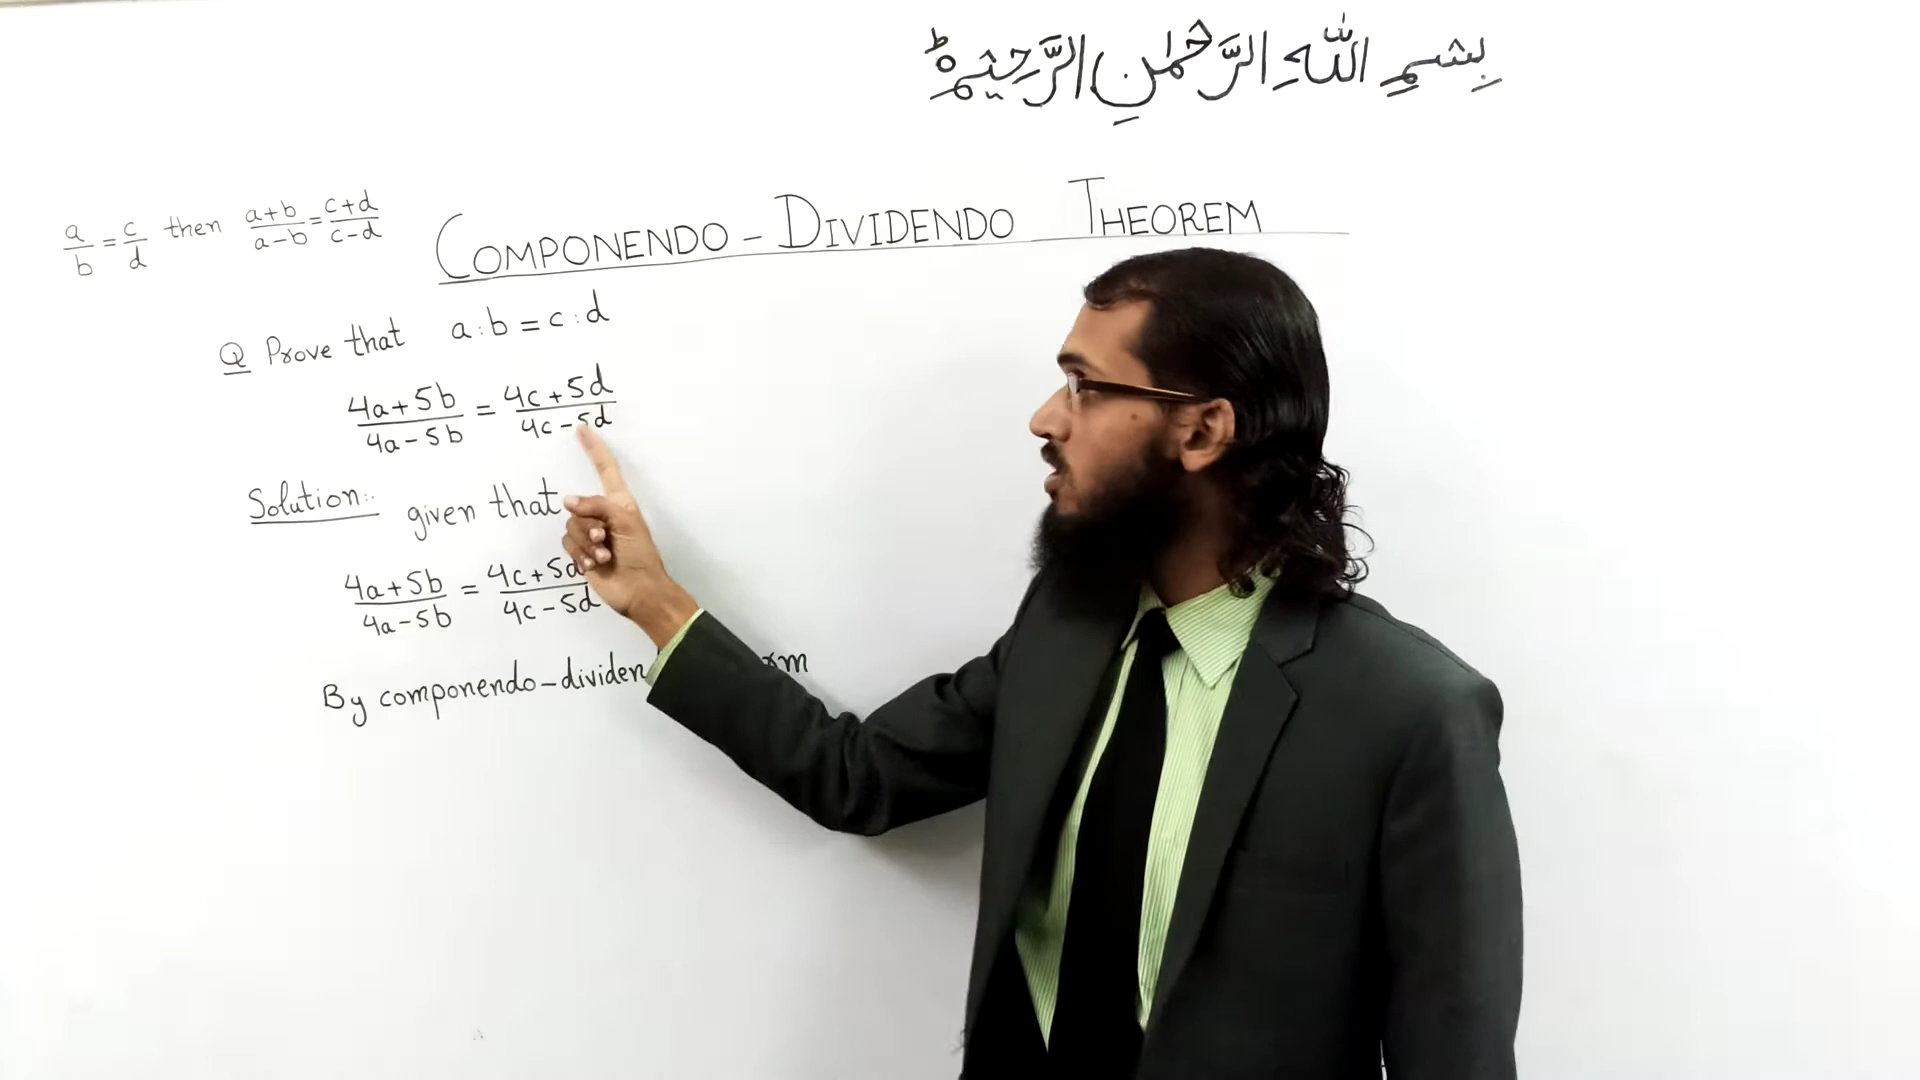 بِسْمِ اللّٰهِ الرَّحْمٰنِ الرَّحِيْمِ ؕ
a/b = c/d then a+b/a-b = c+d/c-d
COMPONENDO - DIVIDENDO THEOREM
Q Prove that a:b = c:d
4a+5b/4a-5b = 4c+5d/4c-5d
Solution:. given that
4a+5b/4a-5b = 4c+5d/4c-5d
By componendo-dividen